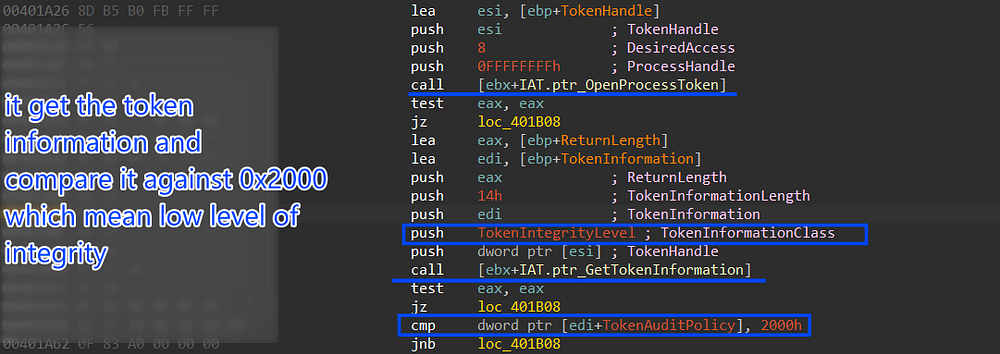 00401A26 8D B5 B0 FB FF FF lea esi, [ebp+TokenHandle]
push esi ; TokenHandle
push 8 ; DesiredAccess
push 0FFFFFFFFh ; ProcessHandle
call [ebx+IAT.ptr_OpenProcessToken]
test eax, eax
jz loc_401B08
lea eax, [ebp+ReturnLength]
lea edi, [ebp+TokenInformation]
push eax ; ReturnLength
push 14h ; TokenInformationLength
push edi ; TokenInformation
push TokenIntegrityLevel ; TokenInformationClass
push dword ptr [esi] ; TokenHandle
call [ebx+IAT.ptr_GetTokenInformation]
test eax, eax
jz loc_401B08
cmp dword ptr [edi+TokenAuditPolicy], 2000h
00401A62 0F 83 A0 00 00 00 jnb loc_401B08
it get the token
information and
compare it against 0x2000
which mean low level of
integrity